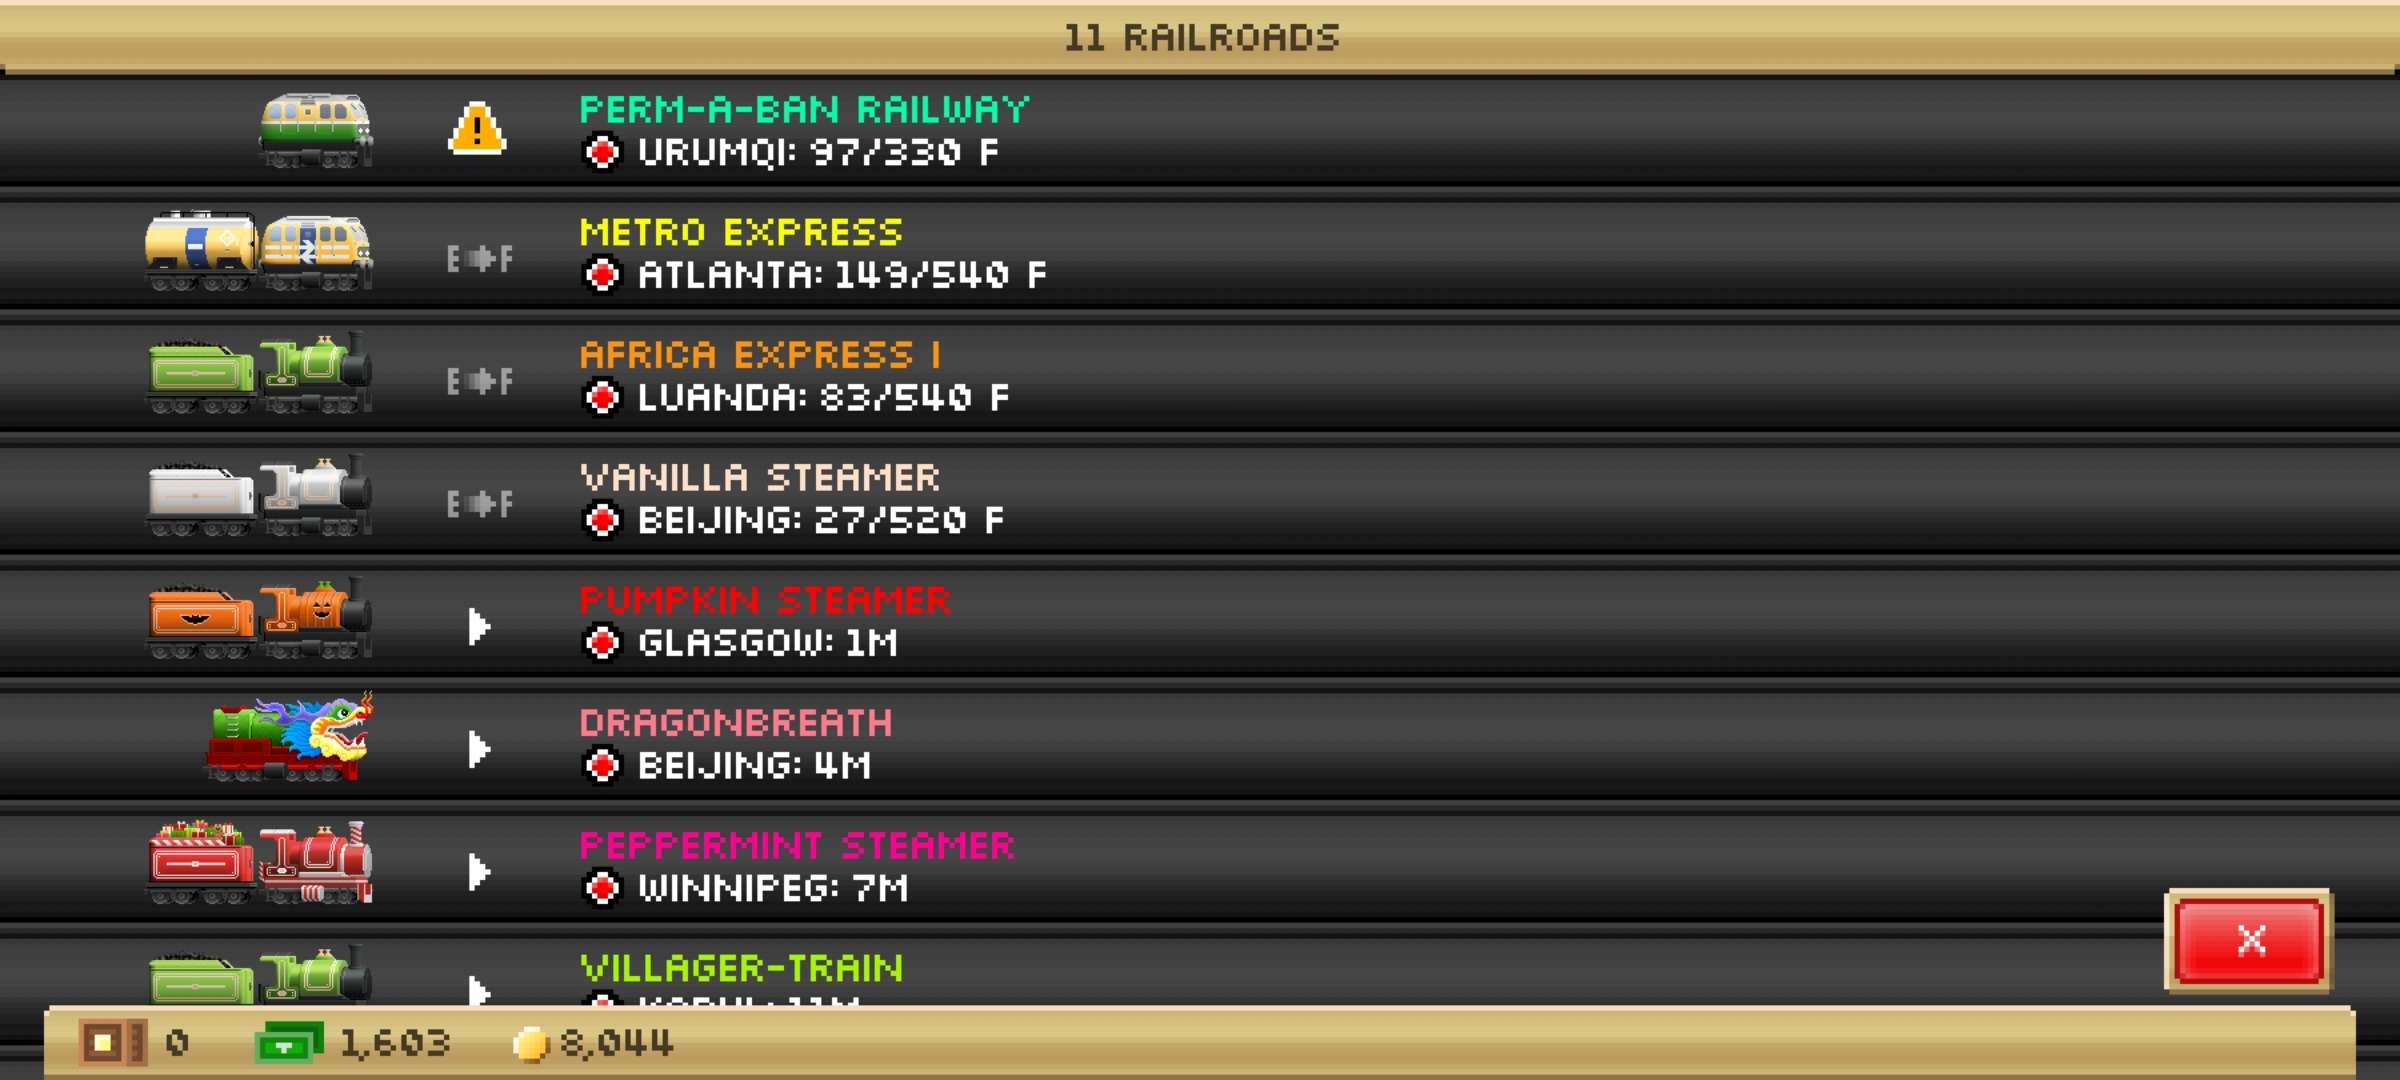 11 RAILROADS
PERM-A-BAN RAILWAY
URUMQI: 97/330 F
METRO EXPRESS
E F
ATLANTA: 149/540 F
AFRICA EXPRESS I
E F
LUANDA: 83/540 F
VANILLA STEAMER
E F
BEIJING: 27/520 F
PUMPKIN STEAMER
GLASGOW: 1M
DRAGONBREATH
BEIJING: 4M
PEPPERMINT STEAMER
WINNIPEG: 7M
VILLAGER-TRAIN
X
0 1,603 8,044